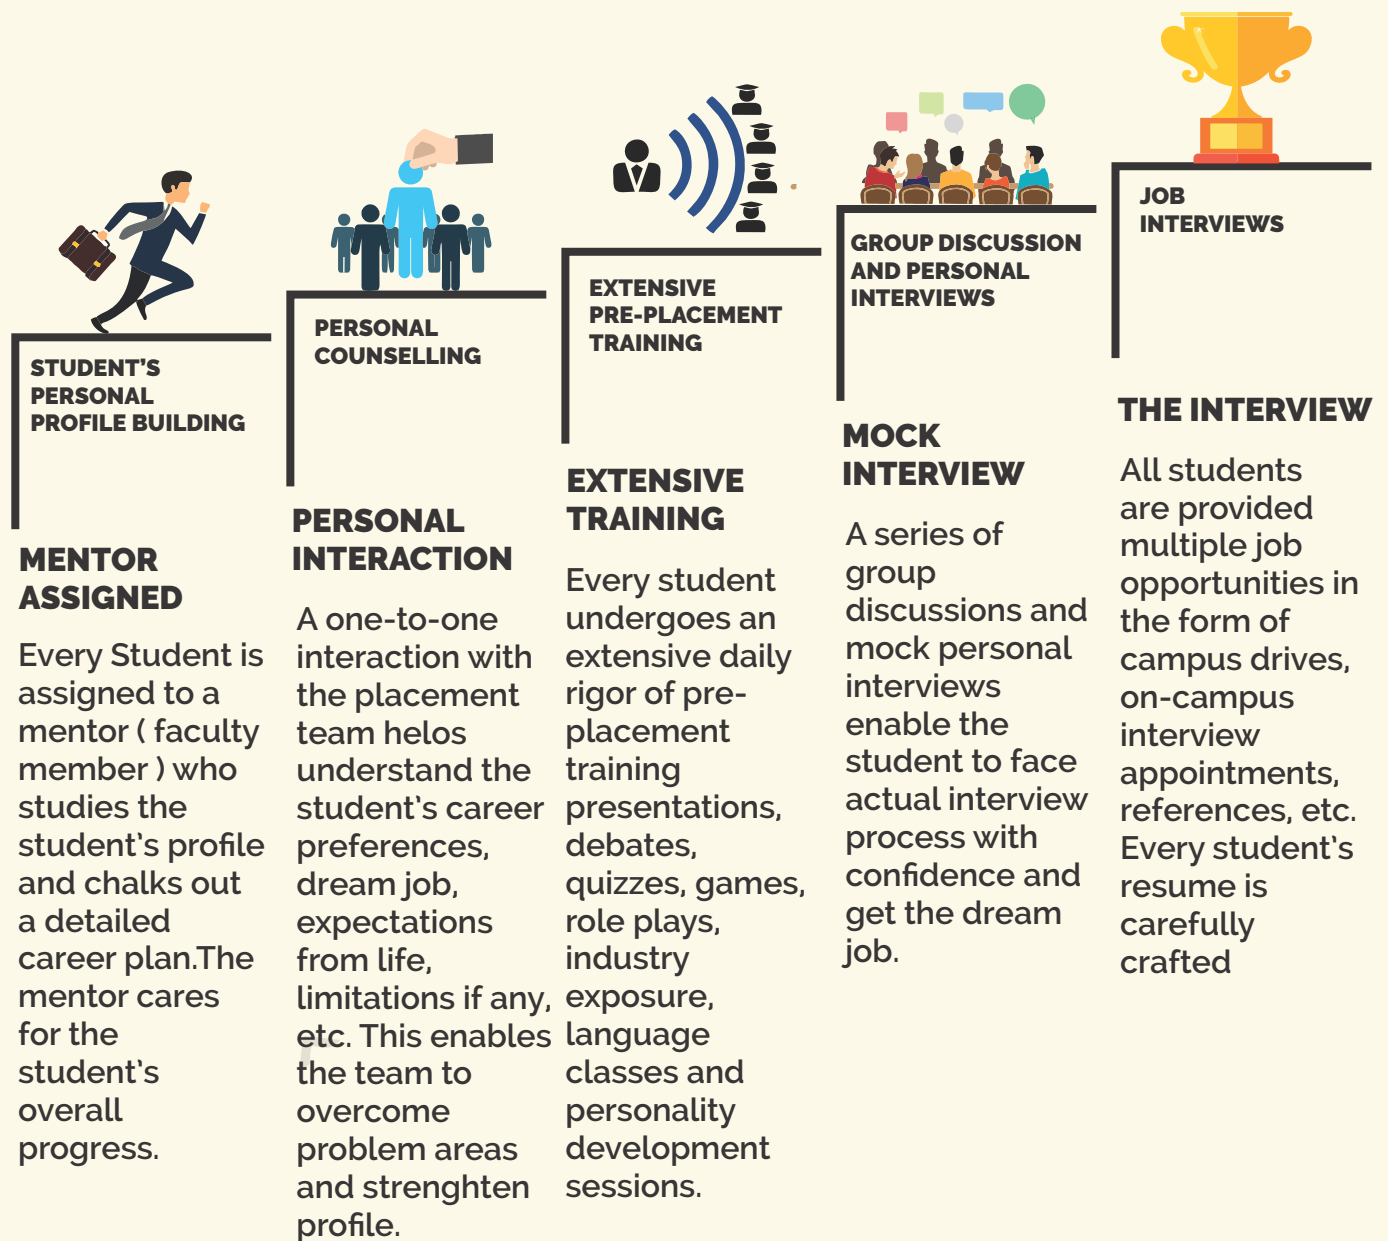 STUDENT'S
PERSONAL
PROFILE BUILDING
MENTOR
ASSIGNED
Every Student is
assigned to a
mentor ( faculty
member ) who
studies the
student's profile
and chalks out
a detailed
career plan.The
mentor cares
for the
student's
overall
progress.
PERSONAL
COUNSELLING
PERSONAL
INTERACTION
A one-to-one
interaction with
the placement
team helos
understand the
student's career
preferences,
dream job,
expectations
from life,
limitations if any,
etc. This enables
the team to
overcome
problem areas
and strenghten
profile.
EXTENSIVE
PRE-PLACEMENT
TRAINING
EXTENSIVE
TRAINING
Every student
undergoes an
extensive daily
rigor of pre-
placement
training
presentations,
debates,
quizzes, games,
role plays,
industry
exposure,
language
classes and
personality
development
sessions.
GROUP DISCUSSION
AND PERSONAL
INTERVIEWS
MOCK
INTERVIEW
A series of
group
discussions and
mock personal
interviews
enable the
student to face
actual interview
process with
confidence and
get the dream
job.
JOB
INTERVIEWS
THE INTERVIEW
All students
are provided
multiple job
opportunities in
the form of
campus drives,
on-campus
interview
appointments,
references, etc.
Every student's
resume is
carefully
crafted